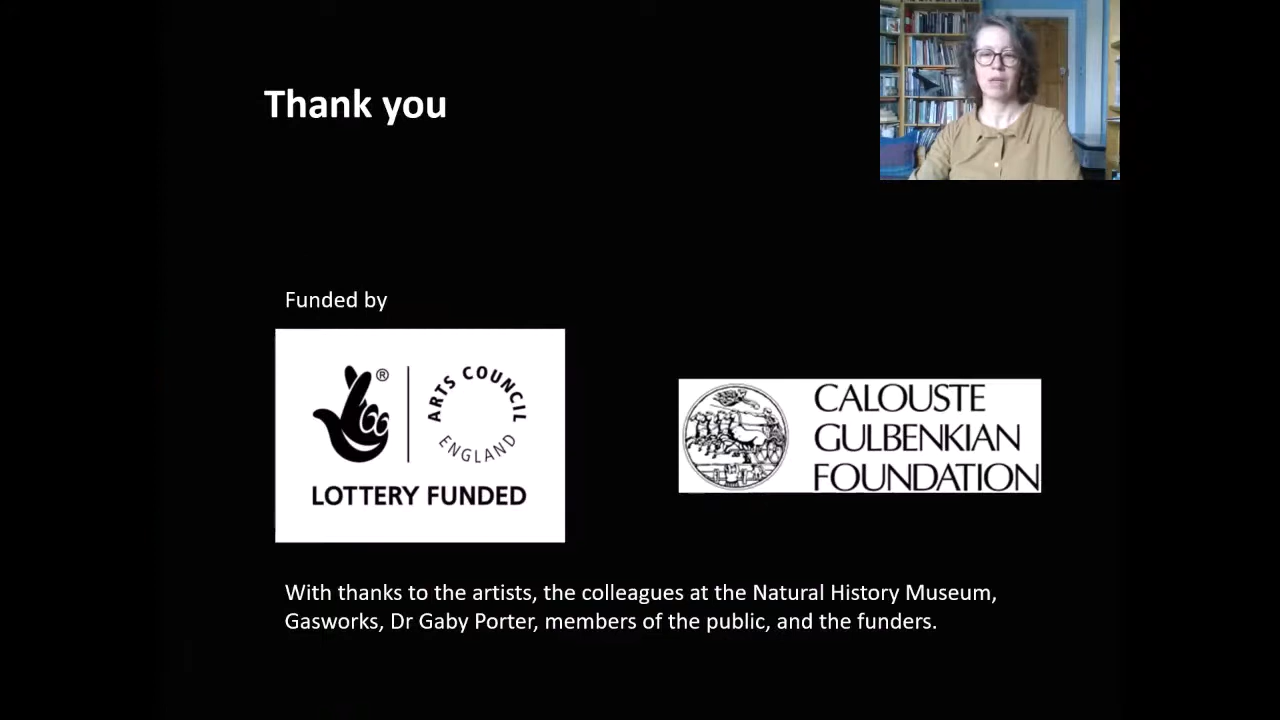 Thank you
Funded by
®
ARTS COUNCIL
ENGLAND
LOTTERY FUNDED
CALOUSTE
GULBENKIAN
FOUNDATION
With thanks to the artists, the colleagues at the Natural History Museum,
Gasworks, Dr Gaby Porter, members of the public, and the funders.